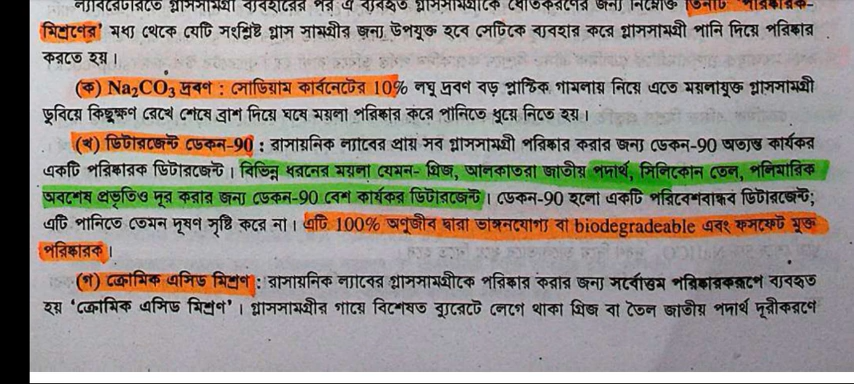 ল্যাবরেটরিতে গ্লাসসামগ্রী ব্যবহারের পর ঐ ব্যবহৃত গ্লাসসামগ্রীকে ধৌতকরণের জন্য নিম্নোক্ত তিনটি 'পরিষ্কারক-
মিশ্রণের' মধ্য থেকে যেটি সংশ্লিষ্ট গ্লাস সামগ্রীর জন্য উপযুক্ত হবে সেটিকে ব্যবহার করে গ্লাসসামগ্রী পানি দিয়ে পরিষ্কার
করতে হয়।
(ক) Na₂CO₃ দ্রবণ : সোডিয়াম কার্বনেটের 10% লঘু দ্রবণ বড় প্লাস্টিক গামলায় নিয়ে এতে ময়লাযুক্ত গ্লাসসামগ্রী
ডুবিয়ে কিছুক্ষণ রেখে শেষে ব্রাশ দিয়ে ঘষে ময়লা পরিষ্কার করে পানিতে ধুয়ে নিতে হয়।
(খ) ডিটারজেন্ট ডেকন-90 : রাসায়নিক ল্যাবের প্রায় সব গ্লাসসামগ্রী পরিষ্কার করার জন্য ডেকন-90 অত্যন্ত কার্যকর
একটি পরিষ্কারক ডিটারজেন্ট। বিভিন্ন ধরনের ময়লা যেমন- গ্রিজ, আলকাতরা জাতীয় পদার্থ, সিলিকোন তেল, পলিমারিক
অবশেষ প্রভৃতিও দূর করার জন্য ডেকন-90 বেশ কার্যকর ডিটারজেন্ট। ডেকন-90 হলো একটি পরিবেশবান্ধব ডিটারজেন্ট;
এটি পানিতে তেমন দূষণ সৃষ্টি করে না। এটি 100% অণুজীব দ্বারা ভাঙ্গনযোগ্য বা biodegradeable এবং ফসফেট মুক্ত
পরিষ্কারক।
(গ) ক্রোমিক এসিড মিশ্রণ : রাসায়নিক ল্যাবের গ্লাসসামগ্রীকে পরিষ্কার করার জন্য সর্বোত্তম পরিষ্কারকরূপে ব্যবহৃত
হয় 'ক্রোমিক এসিড মিশ্রণ'। গ্লাসসামগ্রীর গায়ে বিশেষত ব্যুরেটে লেগে থাকা গ্রিজ বা তৈল জাতীয় পদার্থ দূরীকরণে